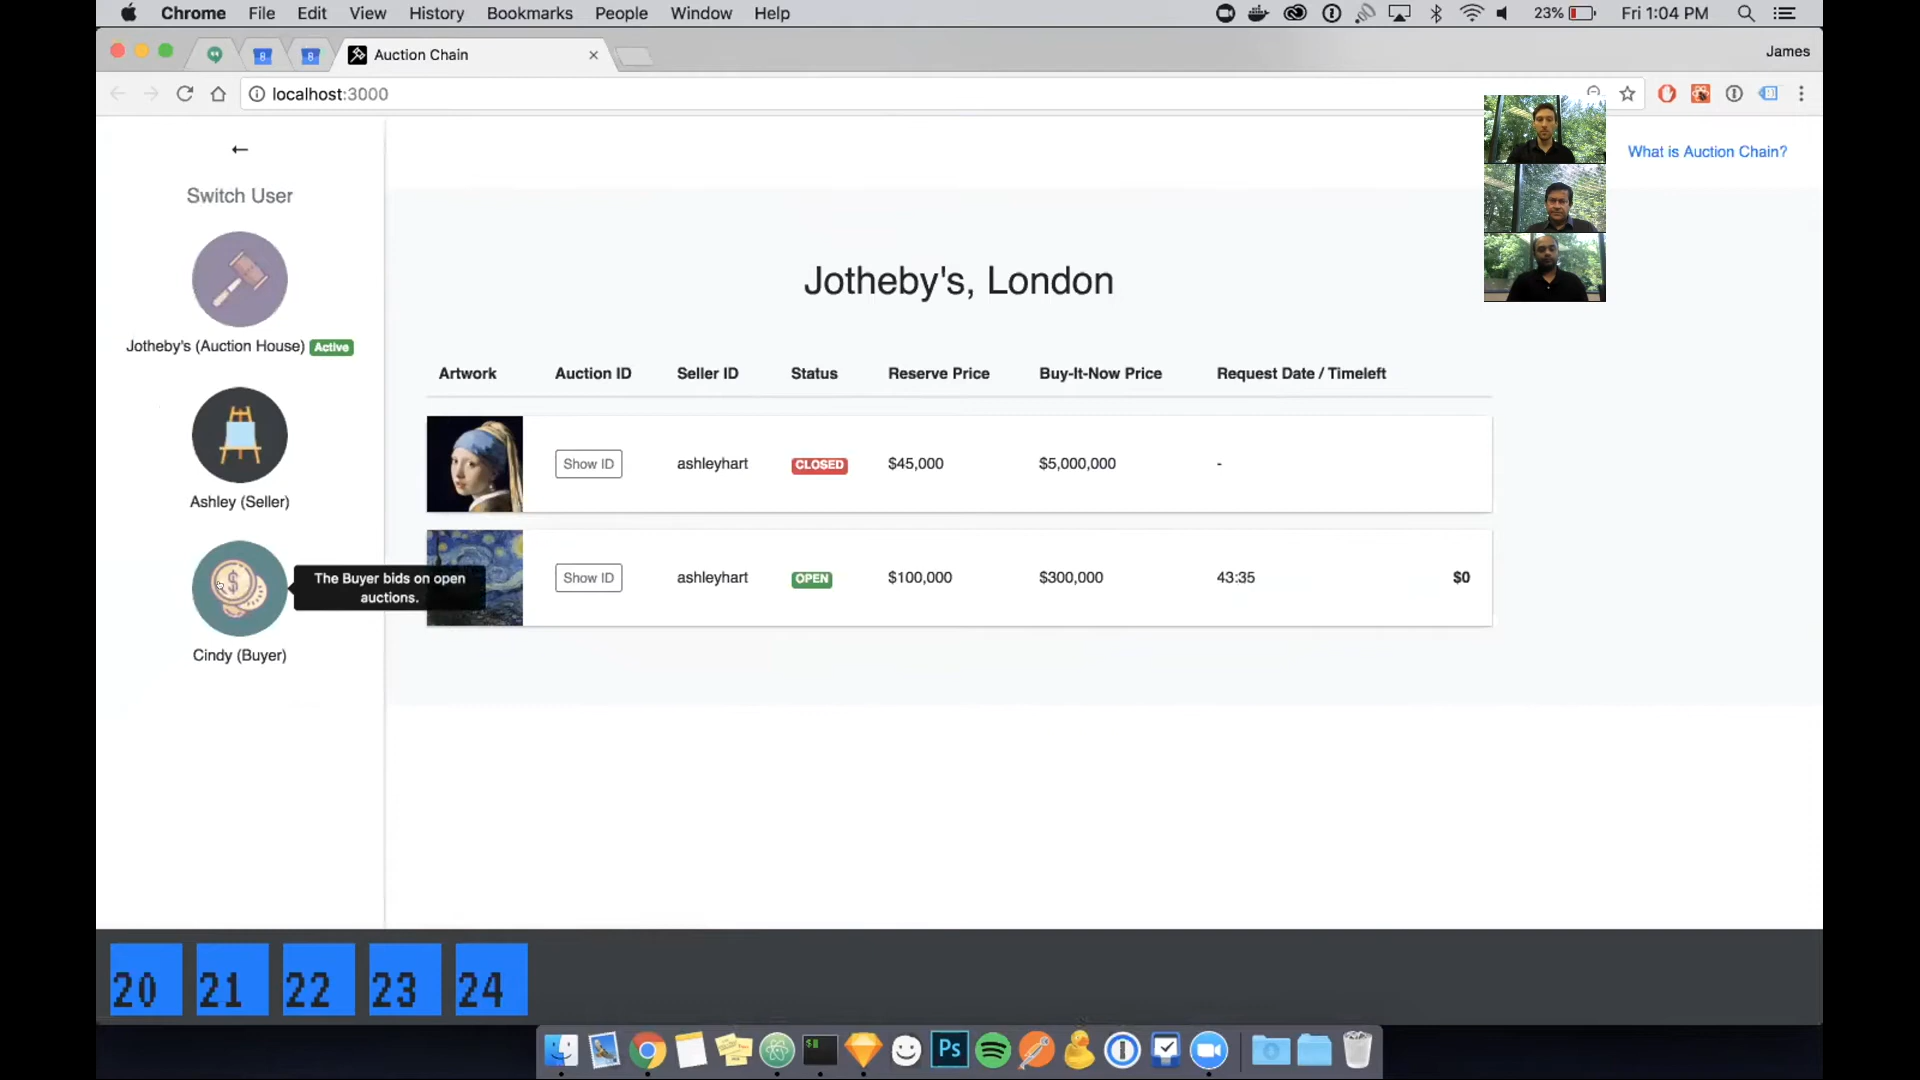 Chrome File Edit View History Bookmarks People Window Help 23% Fri 1:04 PM
Auction Chain James
localhost:3000
What is Auction Chain?
Switch User
Jotheby's (Auction House) Active
Ashley (Seller)
The Buyer bids on open
auctions.
Cindy (Buyer)
Jotheby's, London
Artwork Auction ID Seller ID Status Reserve Price Buy-It-Now Price Request Date / Timeleft
Show ID ashleyhart CLOSED $45,000 $5,000,000 -
Show ID ashleyhart OPEN $100,000 $300,000 43:35 $0
20 21 22 23 24
Ps